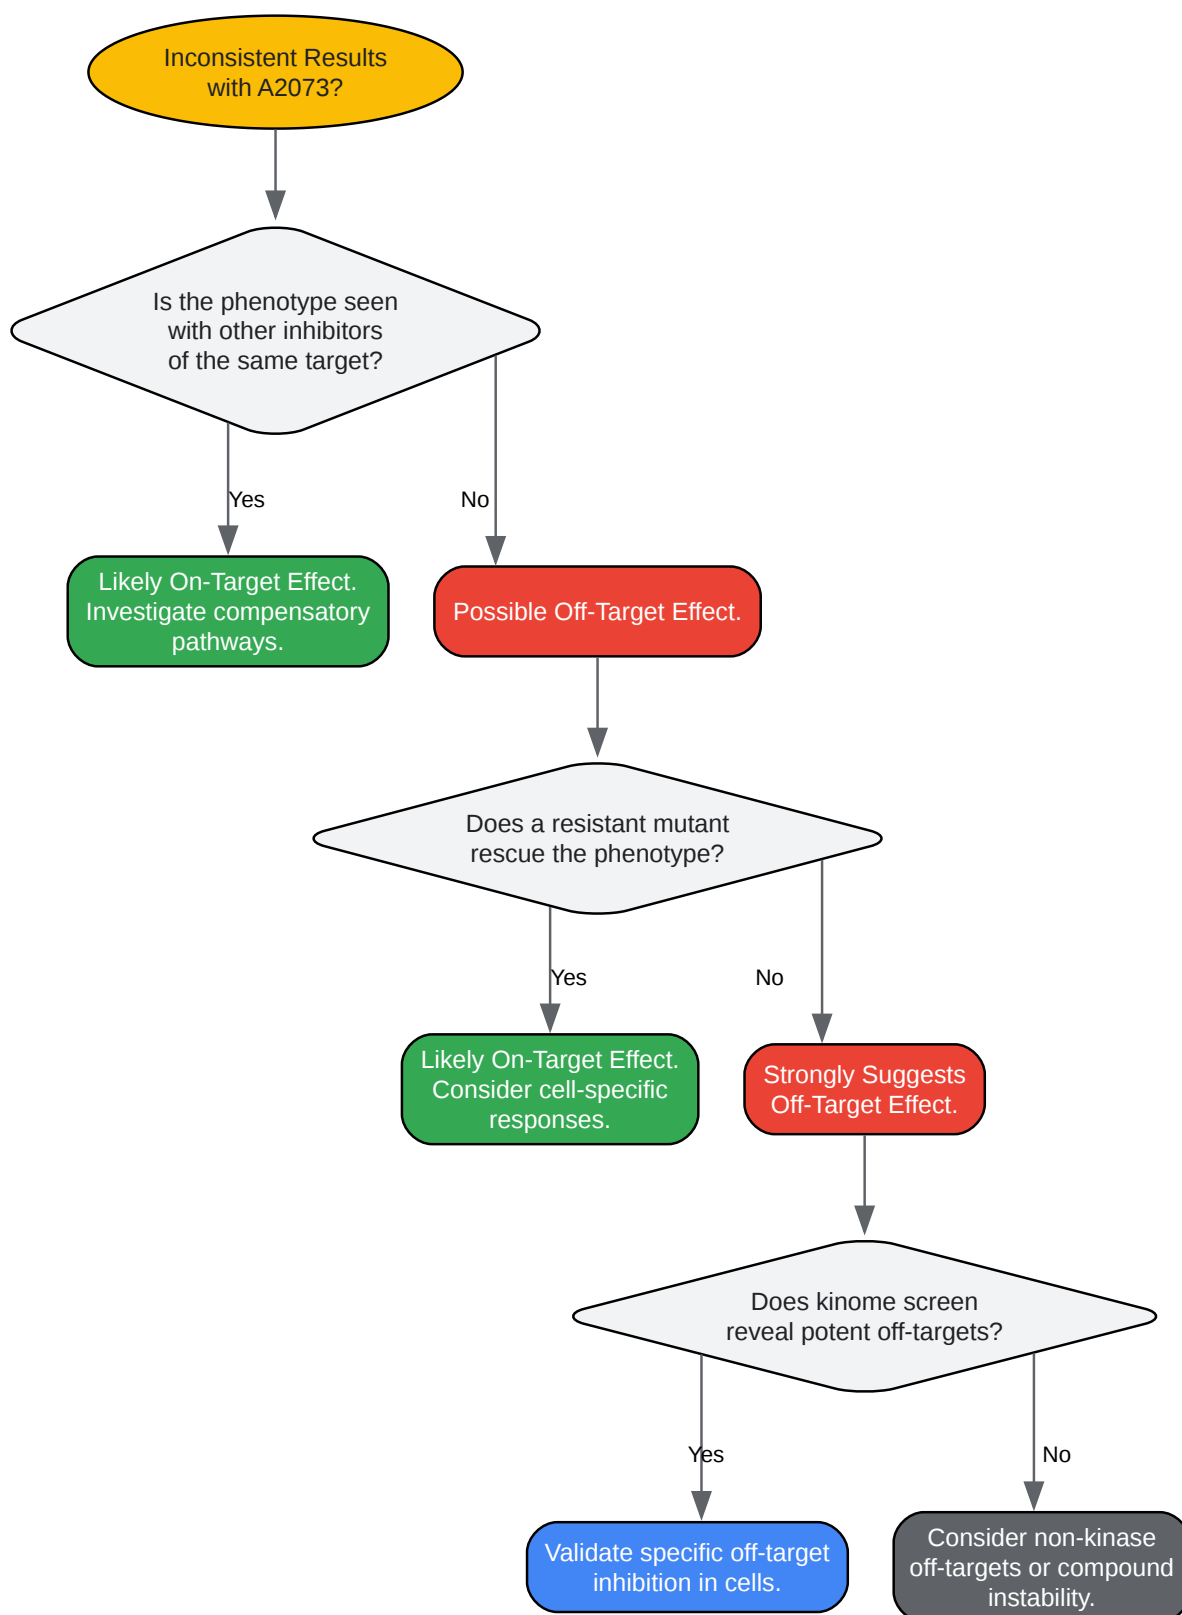 Inconsistent Results
with A2073?
Is the phenotype seen
with other inhibitors
of the same target?
Yes
No
Likely On-Target Effect.
Investigate compensatory
pathways.
Possible Off-Target Effect.
Does a resistant mutant
rescue the phenotype?
Yes
No
Likely On-Target Effect.
Consider cell-specific
responses.
Strongly Suggests
Off-Target Effect.
Does kinome screen
reveal potent off-targets?
Yes
No
Validate specific off-target
inhibition in cells.
Consider non-kinase
off-targets or compound
instability.